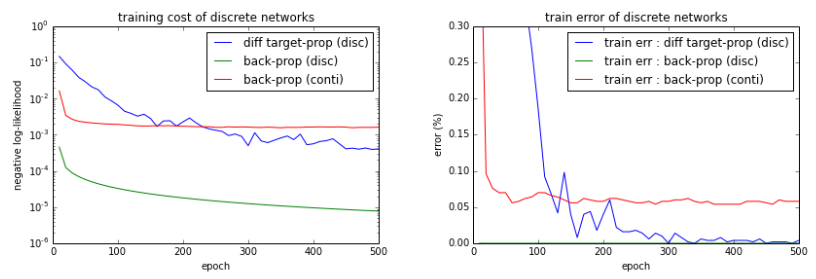 training cost of discrete networks
10^0
10^-1
10^-2
10^-3
10^-4
10^-5
10^-6
negative log-likelihood
diff target-prop (disc)
back-prop (disc)
back-prop (conti)
0 100 200 300 400 500
epoch
train error of discrete networks
0.30
0.25
0.20
0.15
0.10
0.05
0.00
error (%)
train err : diff target-prop (disc)
train err : back-prop (disc)
train err : back-prop (conti)
0 100 200 300 400 500
epoch